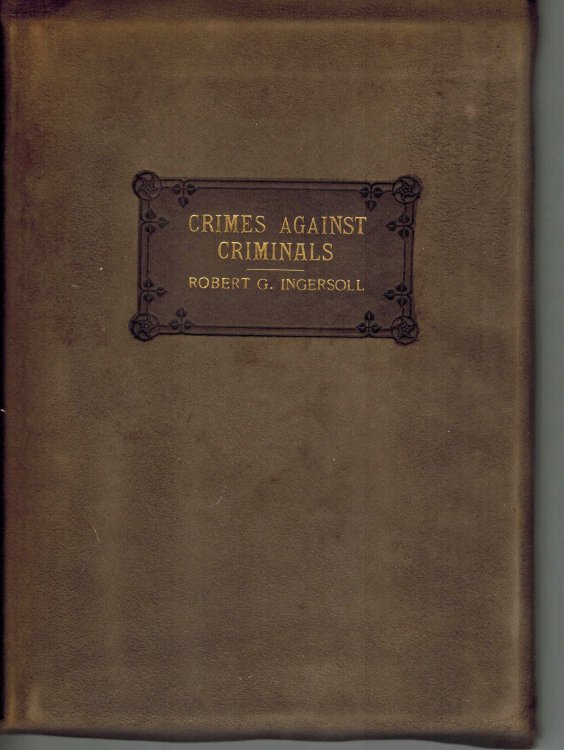 CRIMES AGAINST
CRIMINALS
ROBERT G. INGERSOLL